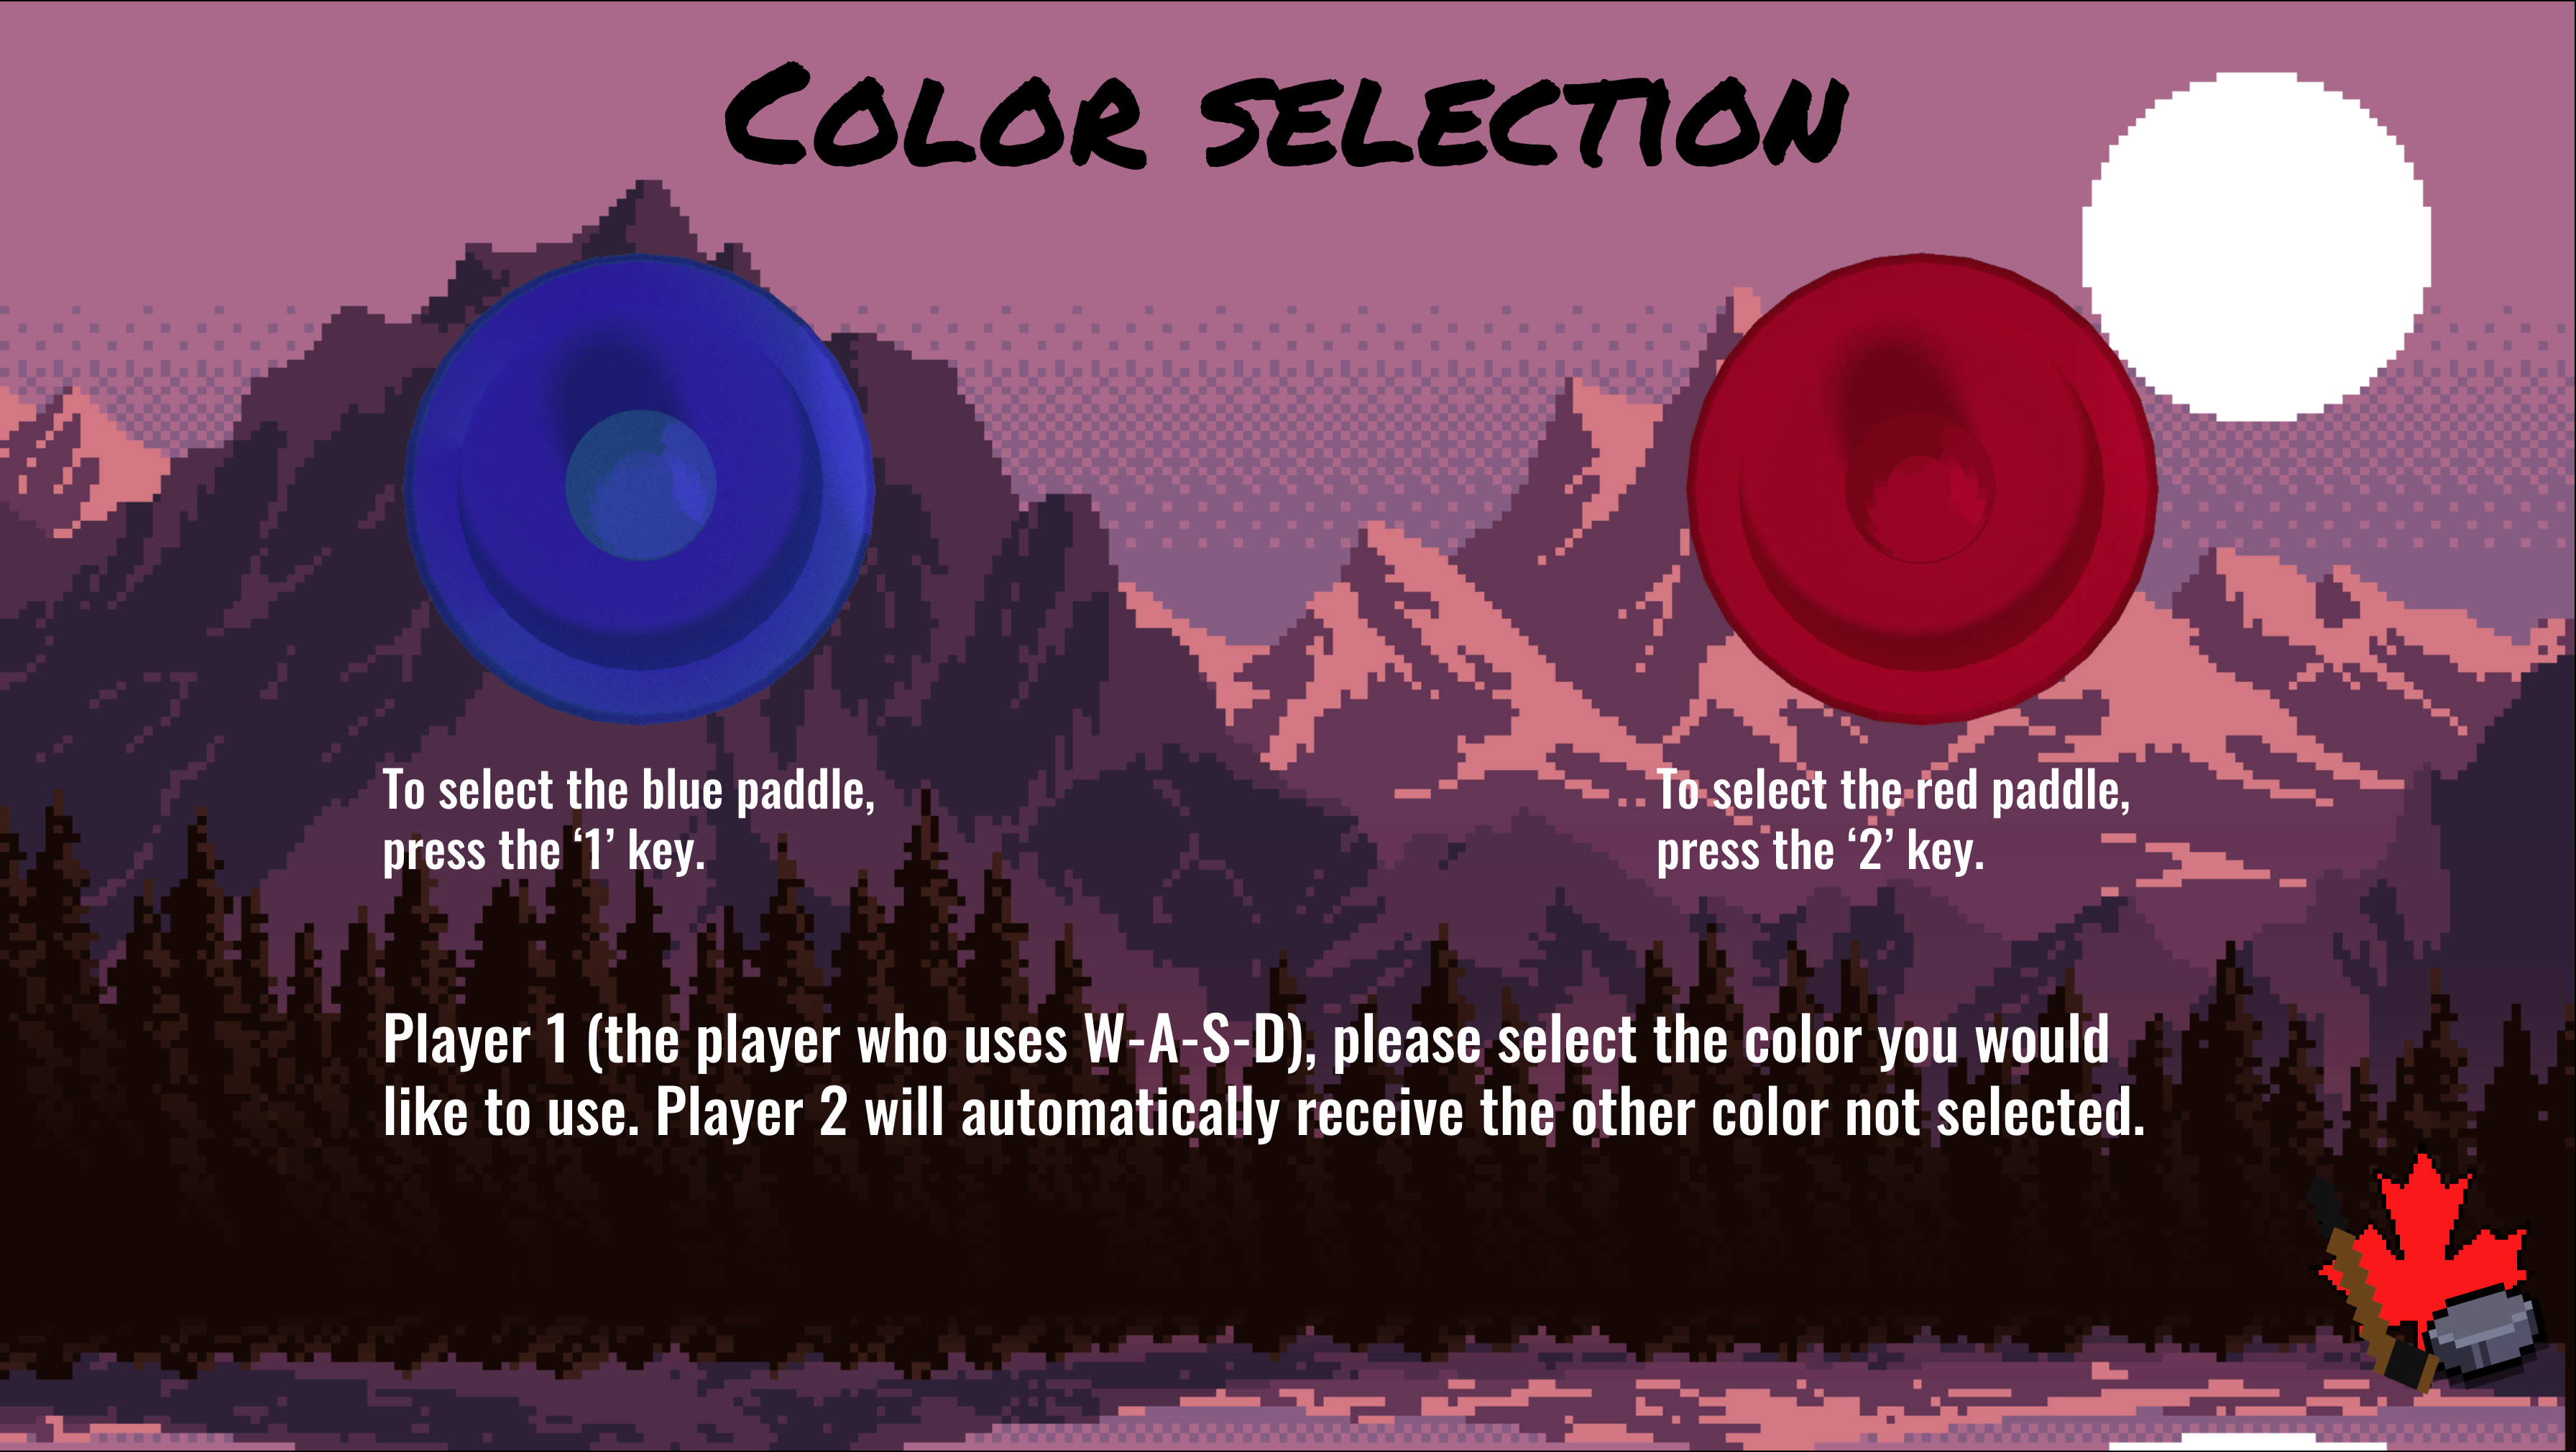 Color selection
To select the blue paddle,
press the ‘1’ key.
To select the red paddle,
press the ‘2’ key.
Player 1 (the player who uses W-A-S-D), please select the color you would
like to use. Player 2 will automatically receive the other color not selected.